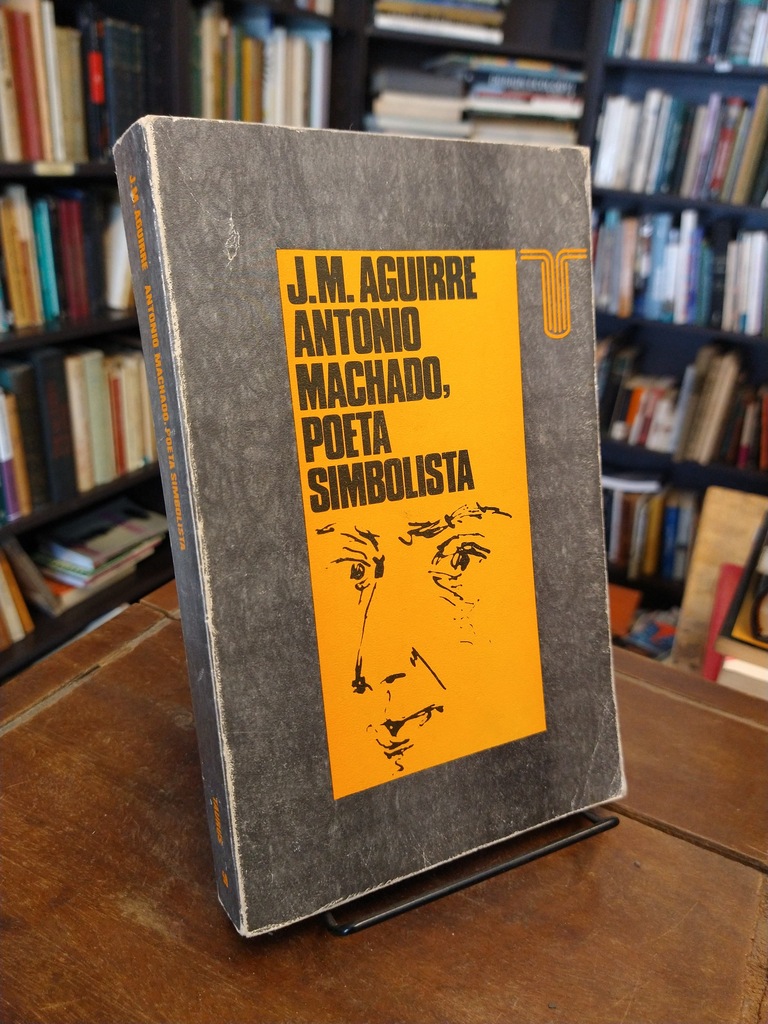 J.M. AGUIRRE
ANTONIO
MACHADO,
POETA
SIMBOLISTA
J.M. AGUIRRE ANTONIO MACHADO, POETA SIMBOLISTA